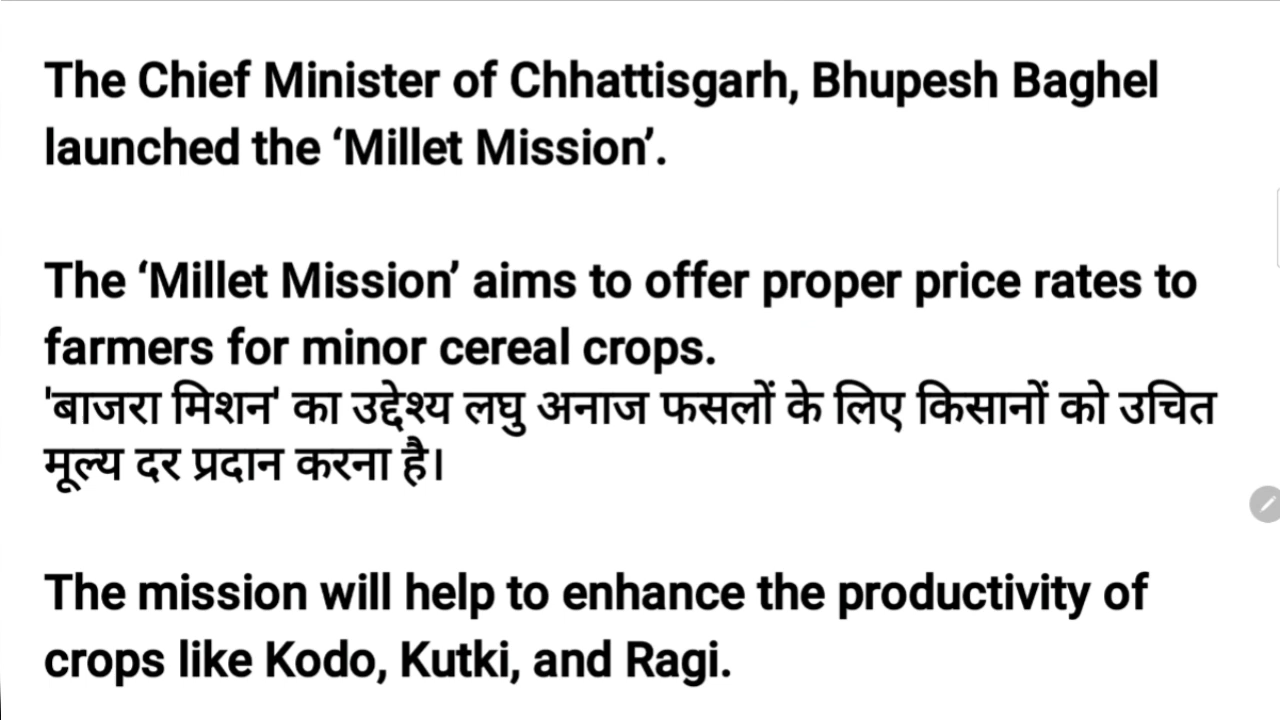 The Chief Minister of Chhattisgarh, Bhupesh Baghel
launched the ‘Millet Mission’.
The ‘Millet Mission’ aims to offer proper price rates to
farmers for minor cereal crops.
'बाजरा मिशन' का उद्देश्य लघु अनाज फसलों के लिए किसानों को उचित
मूल्य दर प्रदान करना है।
The mission will help to enhance the productivity of
crops like Kodo, Kutki, and Ragi.